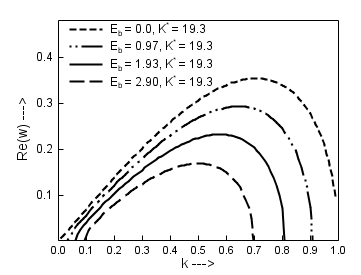 E_b = 0.0, K^* = 19.3
E_b = 0.97, K^* = 19.3
E_b = 1.93, K^* = 19.3
E_b = 2.90, K^* = 19.3
Re(w) --->
0.4
0.3
0.2
0.1
0.0 0.1 0.2 0.3 0.4 0.5 0.6 0.7 0.8 0.9 1.0
k --->